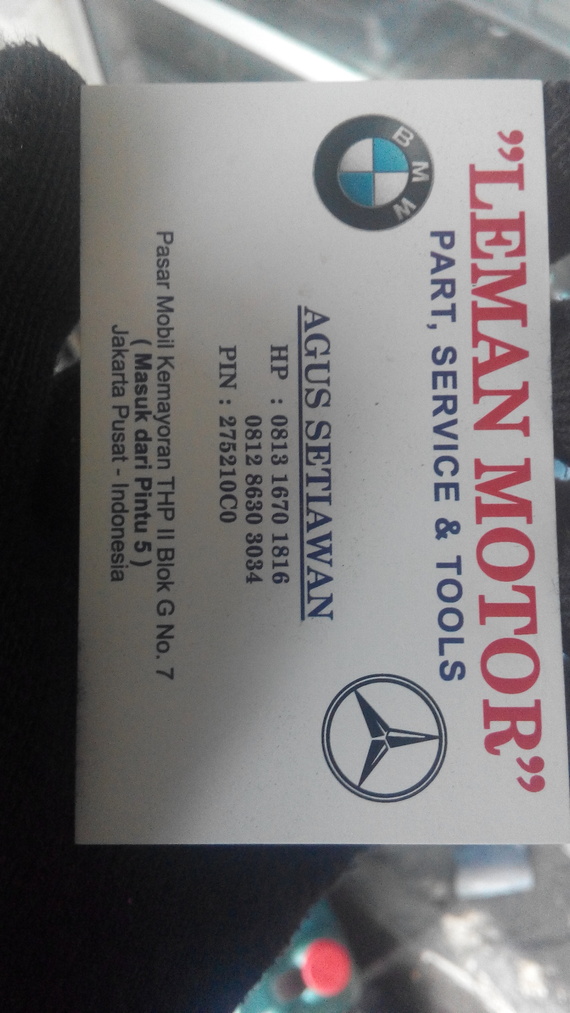 "LEMAN MOTOR"
PART, SERVICE & TOOLS
BMW
AGUS SETIAWAN
HP : 0813 1670 1816
0812 8630 3034
PIN : 275210C0
Pasar Mobil Kemayoran THP II Blok G No. 7
( Masuk dari Pintu 5 )
Jakarta Pusat - Indonesia